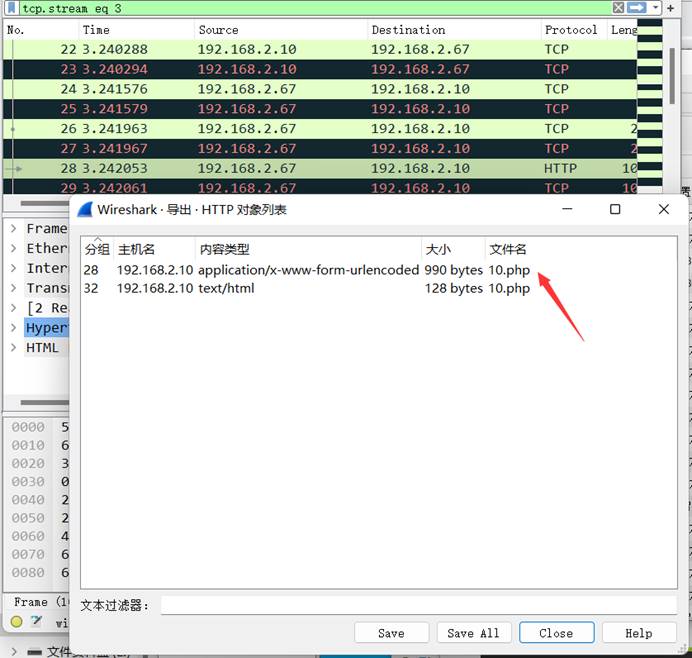 tcp.stream eq 3
No. Time Source Destination Protocol Leng
22 3.240288 192.168.2.10 192.168.2.67 TCP
23 3.240294 192.168.2.10 192.168.2.67 TCP
24 3.241576 192.168.2.67 192.168.2.10 TCP
25 3.241579 192.168.2.67 192.168.2.10 TCP
26 3.241963 192.168.2.67 192.168.2.10 TCP 2
27 3.241967 192.168.2.67 192.168.2.10 TCP 2
28 3.242053 192.168.2.67 192.168.2.10 HTTP 10
29 3.242061 192.168.2.67 192.168.2.10 TCP 10
Wireshark · 导出 · HTTP 对象列表
分组 主机名 内容类型 大小 文件名
28 192.168.2.10 application/x-www-form-urlencoded 990 bytes 10.php
32 192.168.2.10 text/html 128 bytes 10.php
Frame
Ether
Inter
Transm
[2 Re
Hyper
HTML
0000 5
0010 6
0020 3
0030 0
0040 2
0050 2
0060 4
0070 6
0080 6
文本过滤器：
Frame (10
Save Save All Close Help
wi